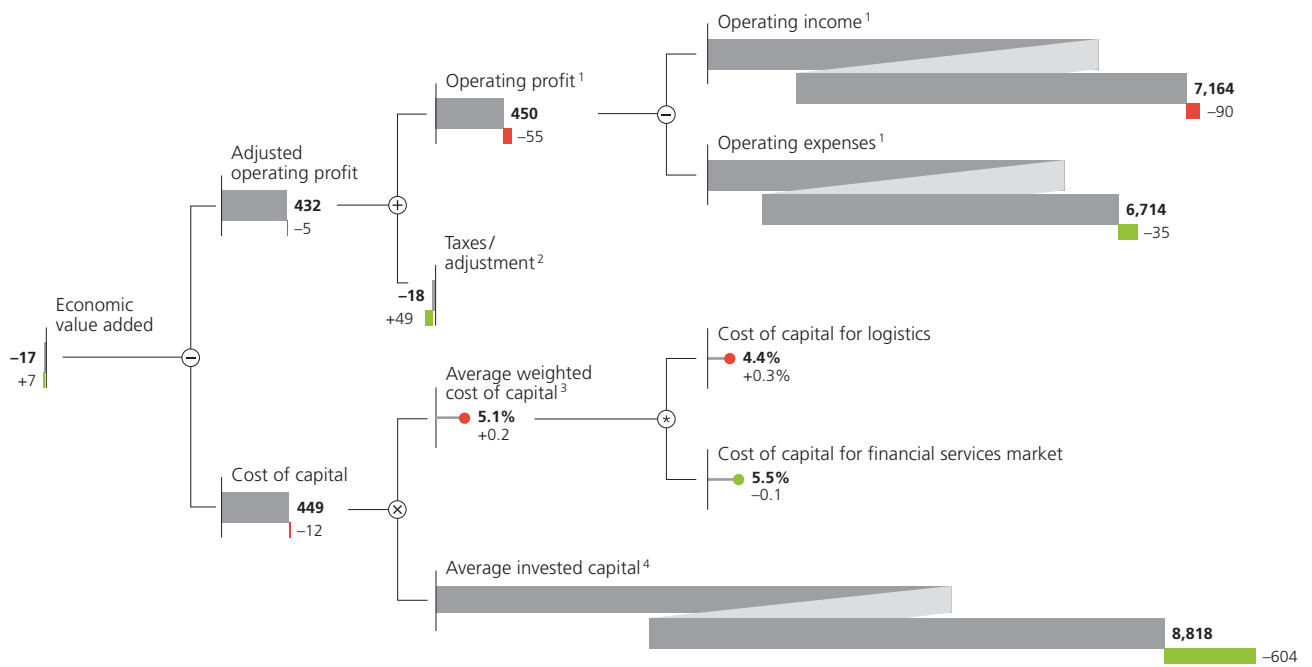 Operating income 1
7,164
–90
Operating profit 1
450
–55
–
Operating expenses 1
6,714
–35
Adjusted
operating profit
432
–5
+
Taxes/
adjustment 2
–18
+49
Economic
value added
–17
+7
–
Cost of capital for logistics
4.4%
+0.3%
Average weighted
cost of capital 3
5.1%
+0.2
*
Cost of capital for financial services market
5.5%
–0.1
Cost of capital
449
–12
×
Average invested capital 4
8,818
–604